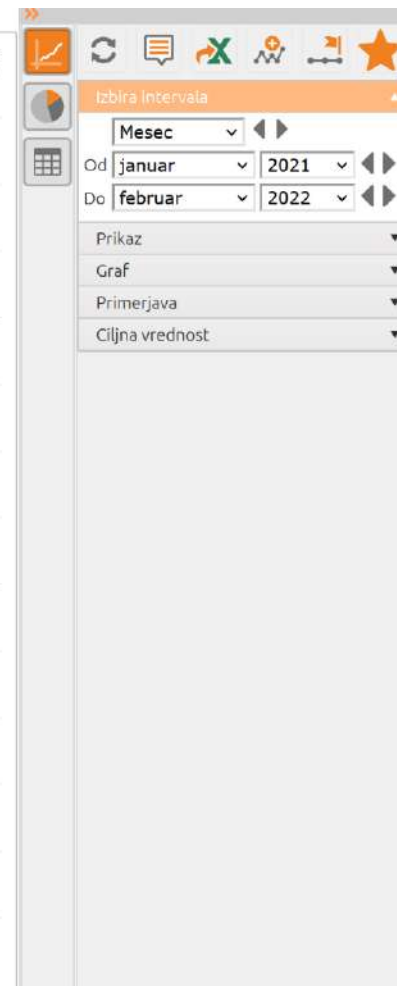 Izbira intervala
Mesec
Od januar 2021
Do februar 2022
Prikaz
Graf
Primerjava
Ciljna vrednost